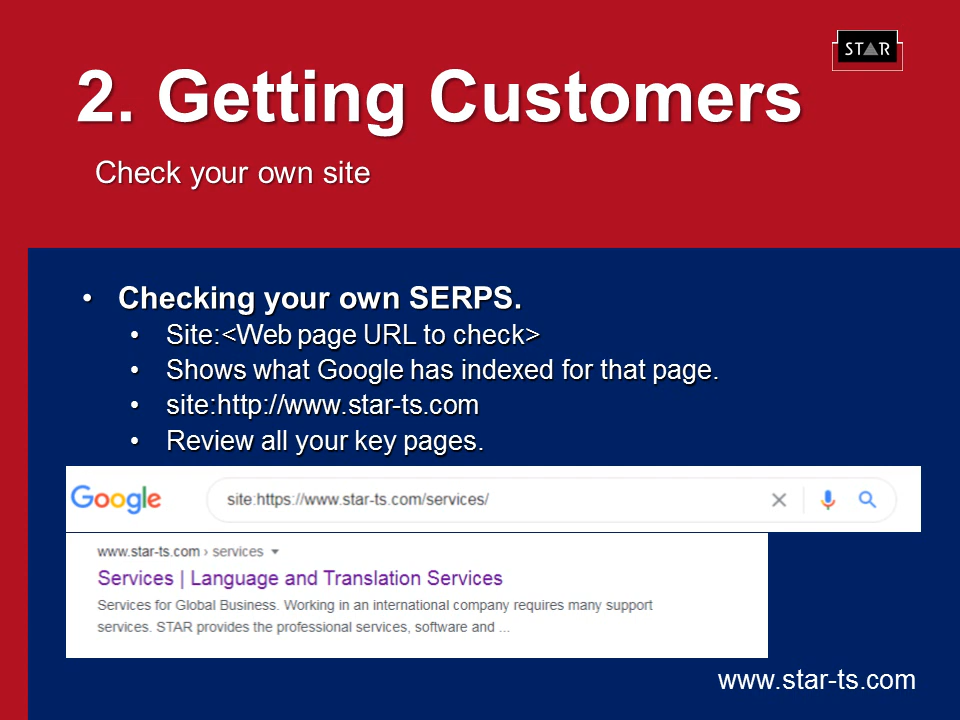 STAR
2. Getting Customers
Check your own site
• Checking your own SERPS.
• Site:<Web page URL to check>
• Shows what Google has indexed for that page.
• site:http://www.star-ts.com
• Review all your key pages.
Google site:https://www.star-ts.com/services/
www.star-ts.com › services
Services | Language and Translation Services
Services for Global Business. Working in an international company requires many support
services. STAR provides the professional services, software and ...
www.star-ts.com